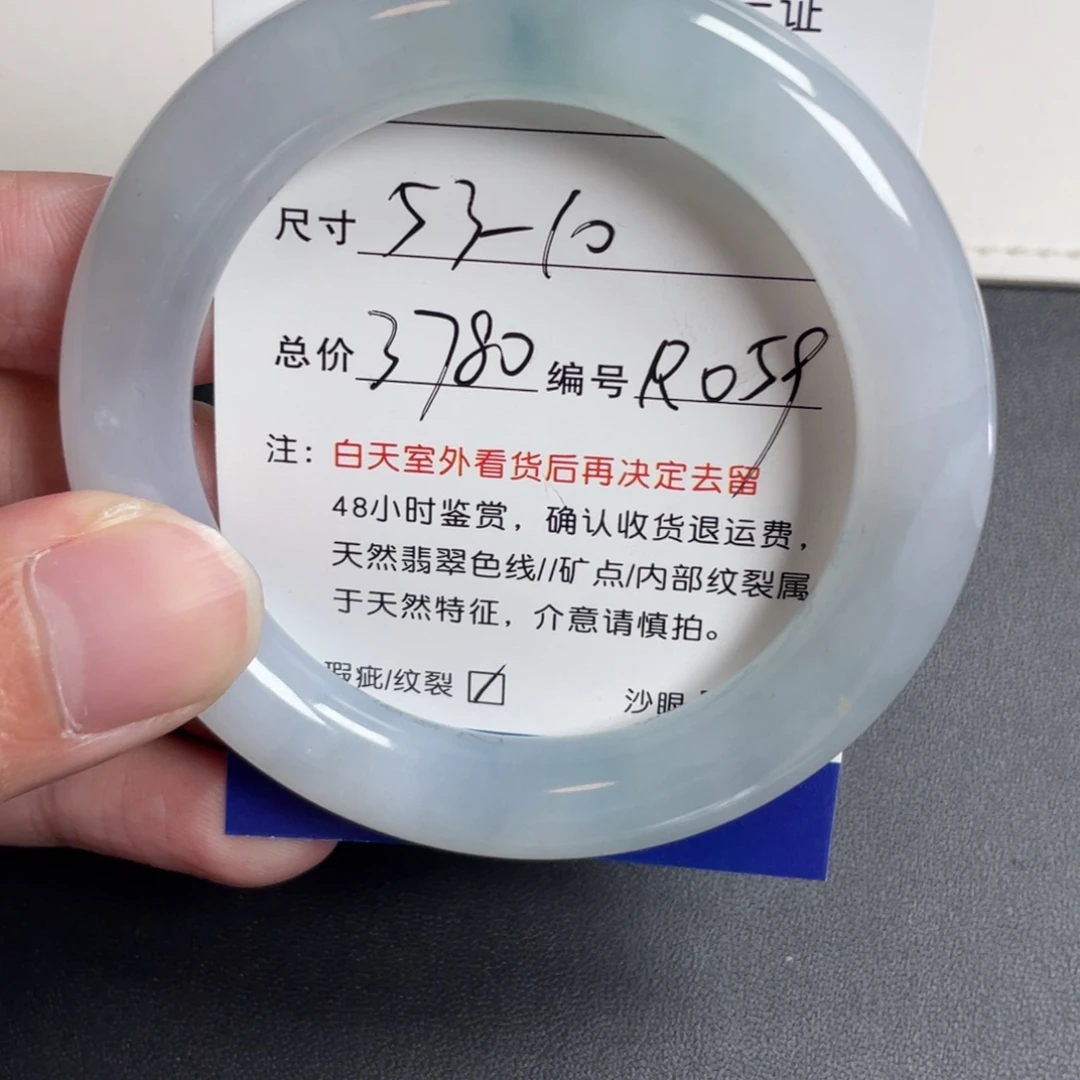 证
尺寸 53-10
总价 3780 编号 R059
注：白天室外看货后再决定去留
48小时鉴赏，确认收货退运费，
天然翡翠色线//矿点/内部纹裂属
于天然特征，介意请慎拍。
瑕疵/纹裂 沙眼